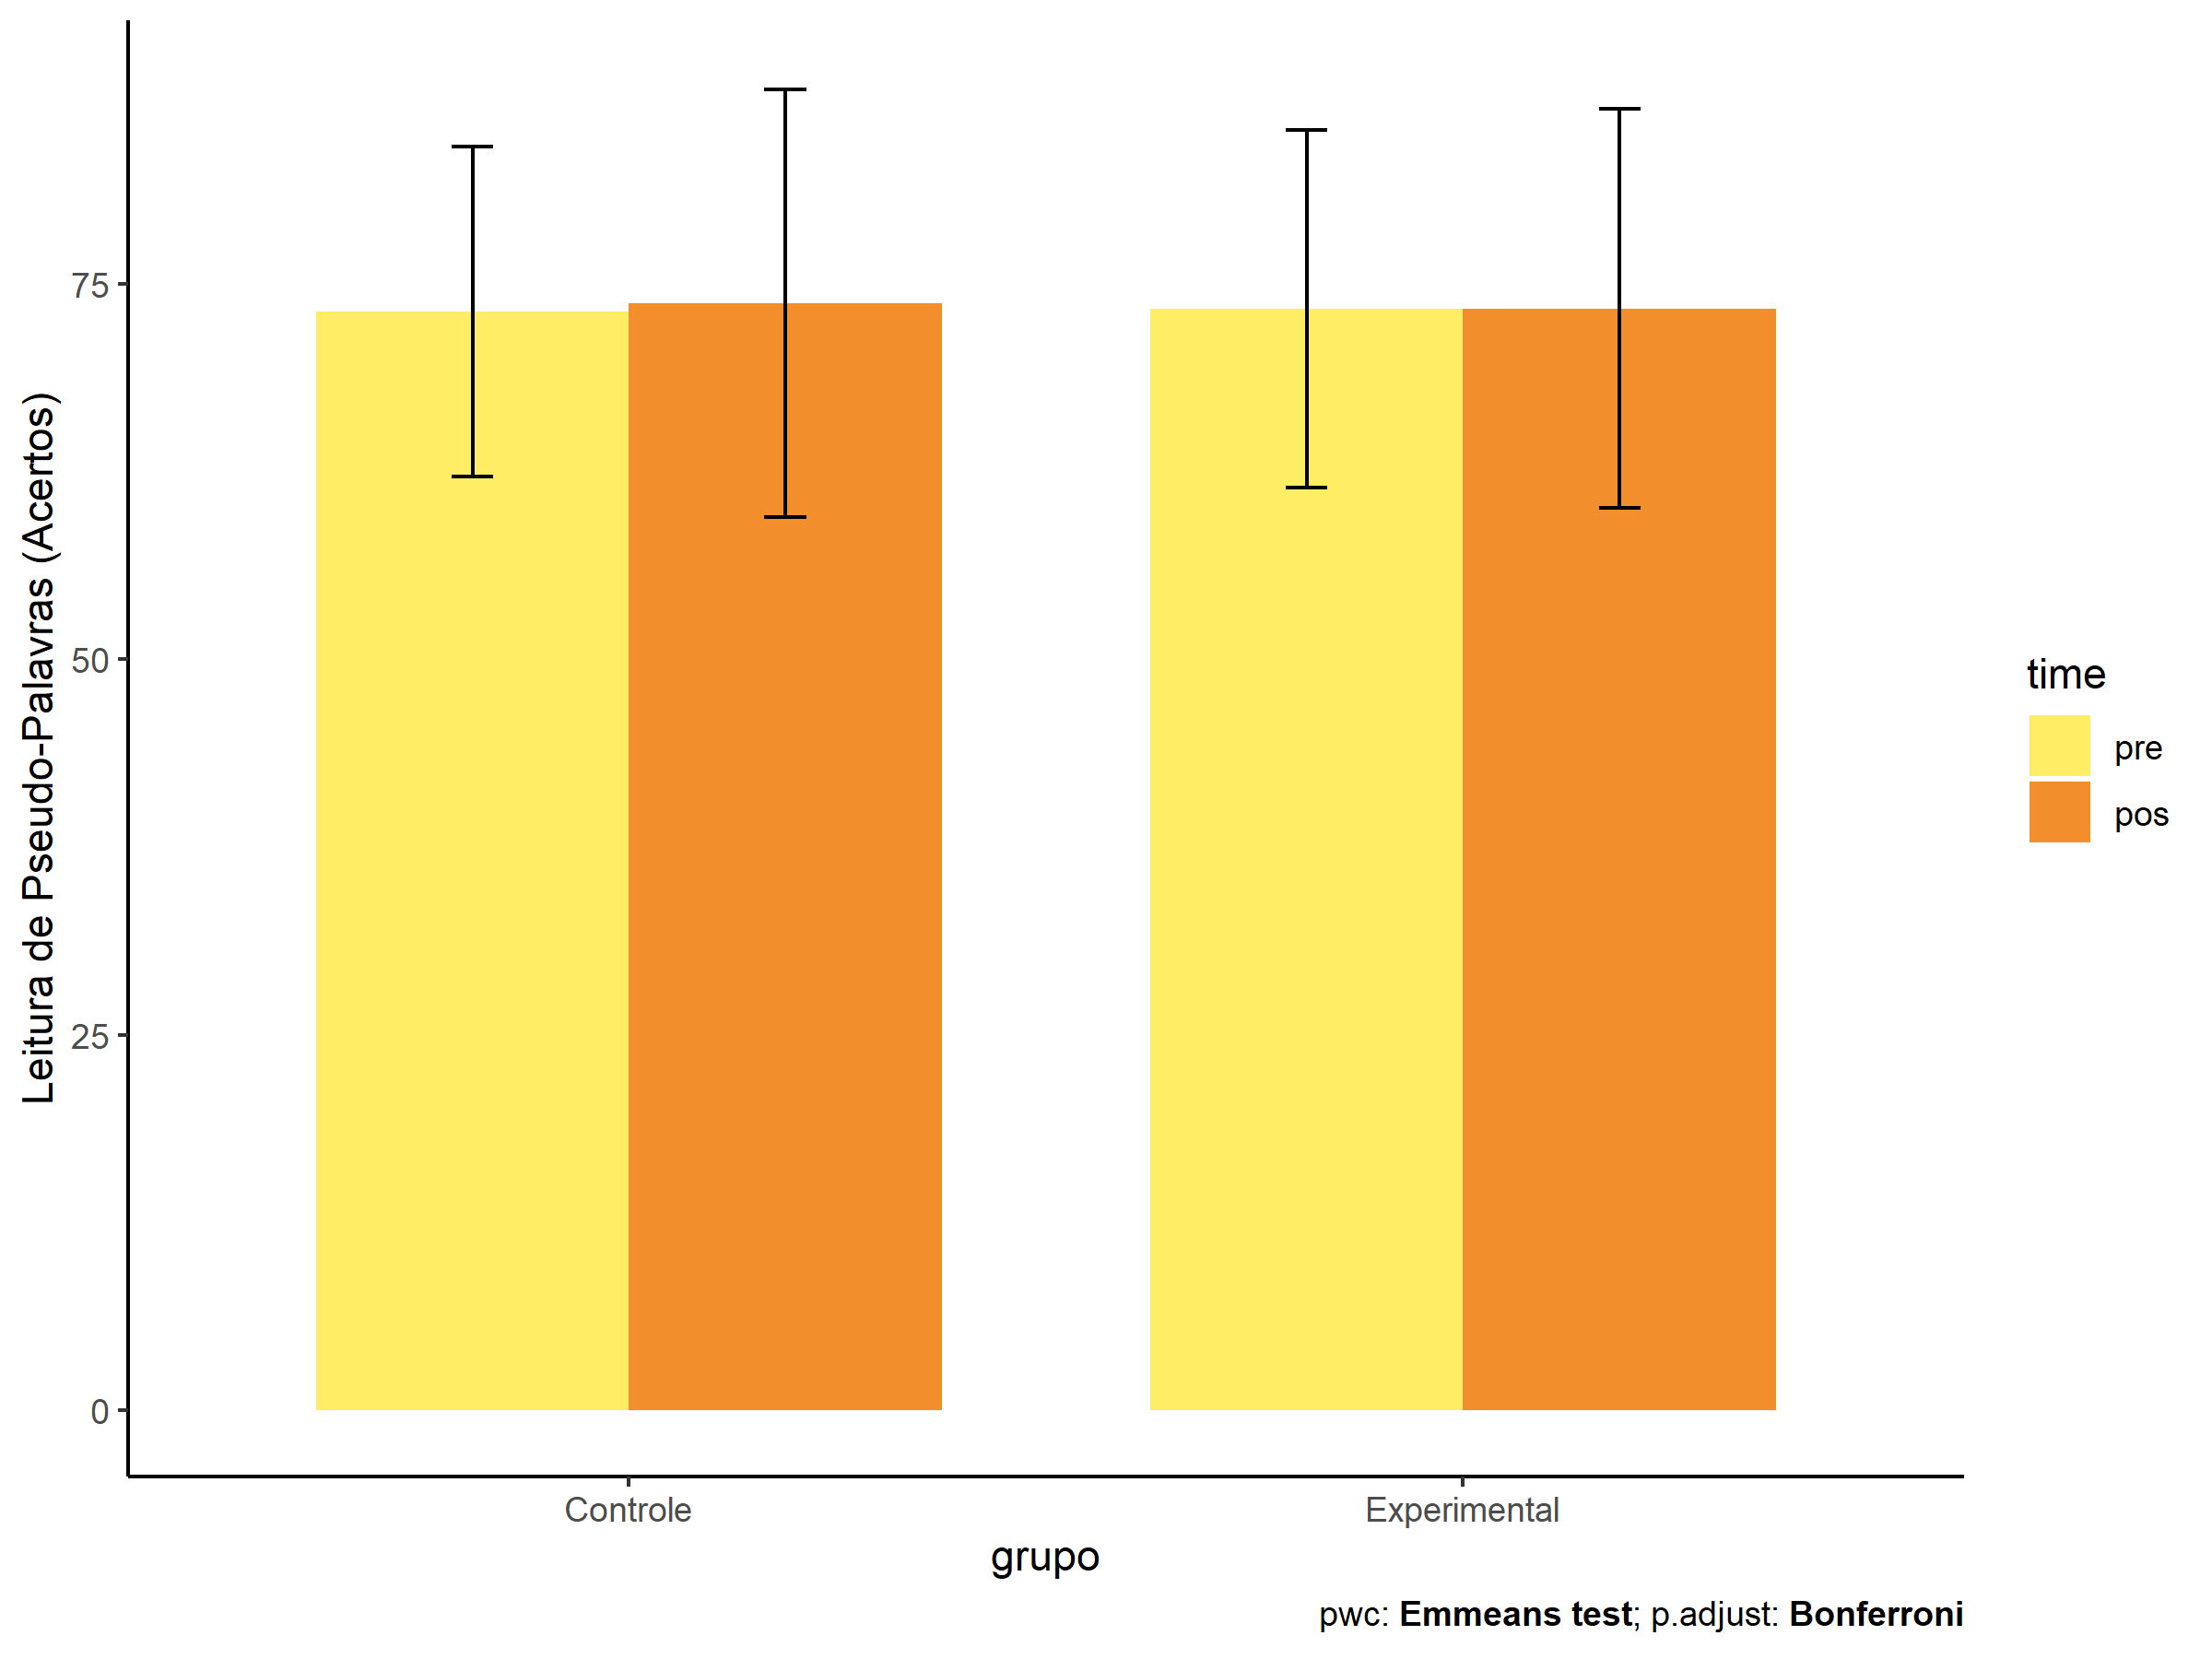 Leitura de Pseudo-Palavras (Acertos)
75
50
25
0
Controle
Experimental
grupo
time
pre
pos
pwc: Emmeans test; p.adjust: Bonferroni